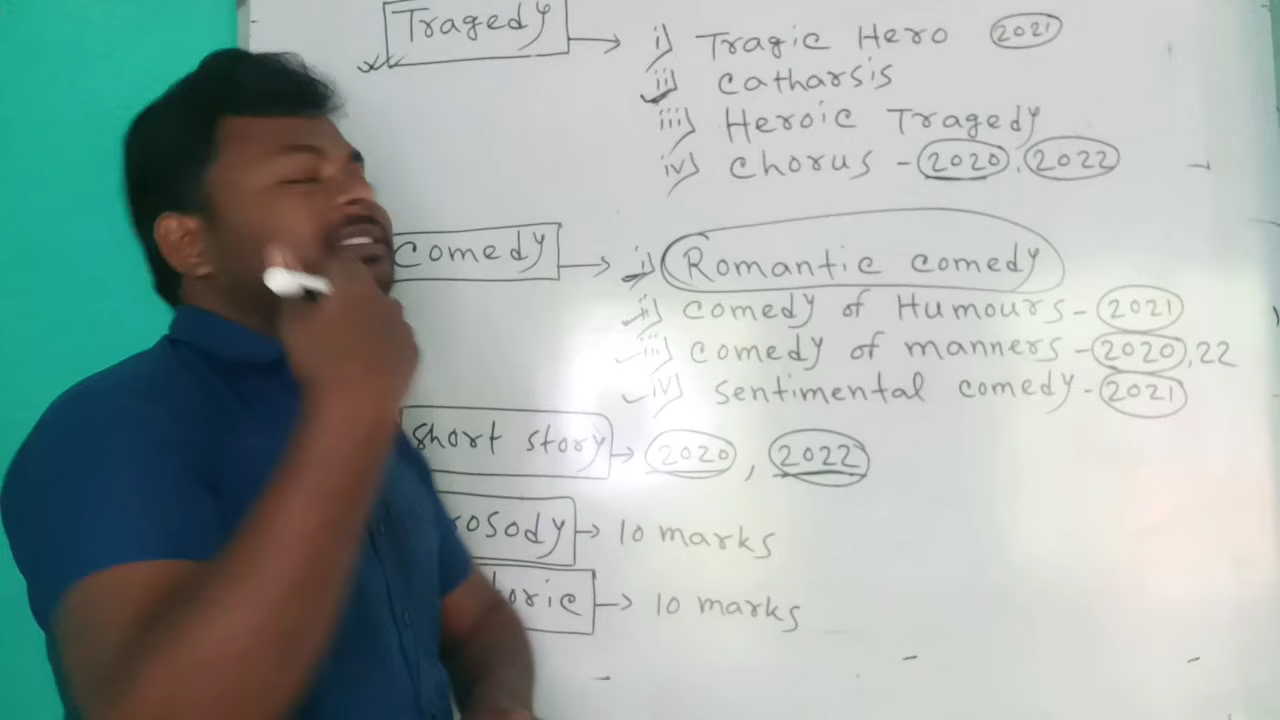 Tragedy → i) Tragic Hero 2021
ii) catharsis
iii) Heroic Tragedy
iv) chorus - 2020, 2022
comedy → i) Romantic comedy
ii) comedy of Humours - 2021
iii) comedy of manners - 2020, 22
iv) sentimental comedy - 2021
short story → 2020, 2022
rosody → 10 marks
toric → 10 marks